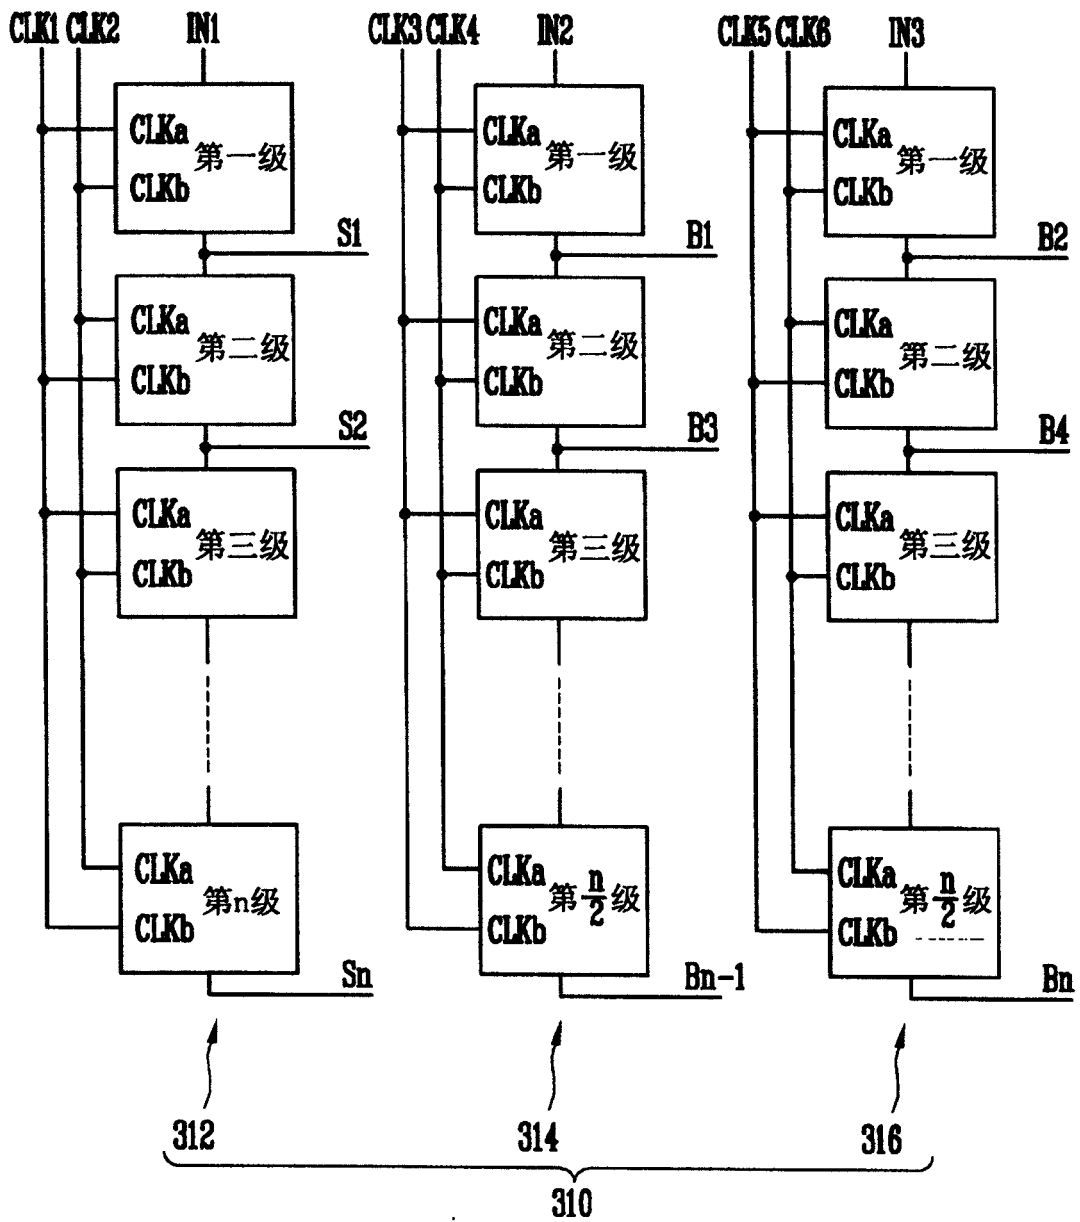 CLK1 CLK2 IN1 CLK3 CLK4 IN2 CLK5 CLK6 IN3
CLKa
第一级
CLKb
S1
CLKa
第二级
CLKb
S2
CLKa
第三级
CLKb
CLKa
第n级
CLKb
Sn
312
CLKa
第一级
CLKb
B1
CLKa
第二级
CLKb
B3
CLKa
第三级
CLKb
CLKa
第n/2级
CLKb
Bn-1
314
CLKa
第一级
CLKb
B2
CLKa
第二级
CLKb
B4
CLKa
第三级
CLKb
CLKa
第n/2级
CLKb
Bn
316
310